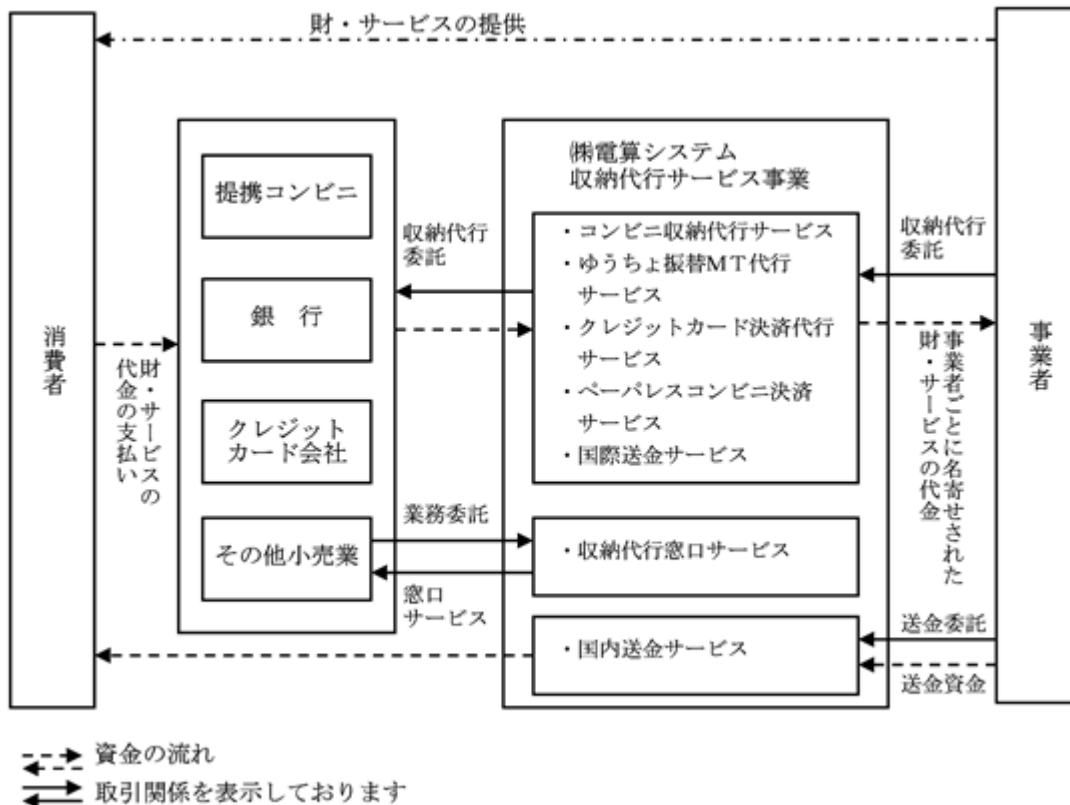 財・サービスの提供
消費者
財・サービスの
代金の支払い
提携コンビニ
銀　行
クレジット
カード会社
その他小売業
収納代行
委託
業務委託
窓口
サービス
㈱電算システム
収納代行サービス事業
・コンビニ収納代行サービス
・ゆうちょ振替ＭＴ代行
サービス
・クレジットカード決済代行
サービス
・ペーパレスコンビニ決済
サービス
・国際送金サービス
・収納代行窓口サービス
・国内送金サービス
収納代行
委託
事業者ごとに名寄せされた
財・サービスの代金
送金委託
送金資金
事業者
資金の流れ
取引関係を表示しております